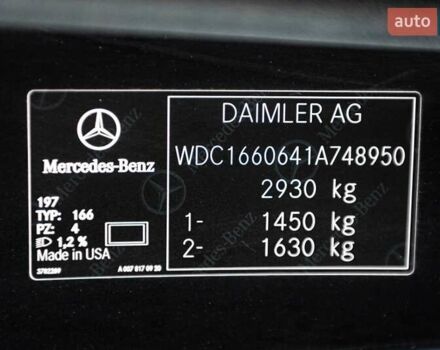 auto
Mercedes-Benz
197
TYP: 166
PZ: 4
1,2 %
Made in USA
A 007 817 09 20
DAIMLER AG
WDC1660641A748950
2930 kg
1- 1450 kg
2- 1630 kg